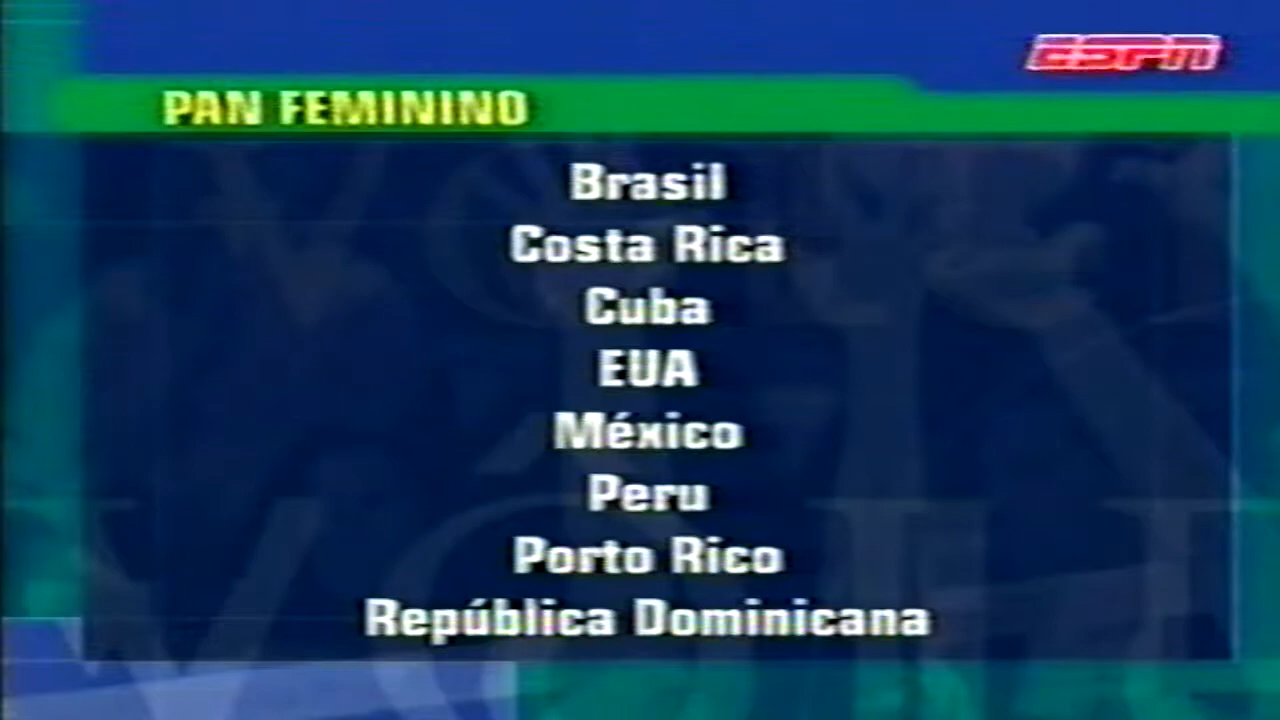 ESPN
PAN FEMININO
Brasil
Costa Rica
Cuba
EUA
México
Peru
Porto Rico
República Dominicana